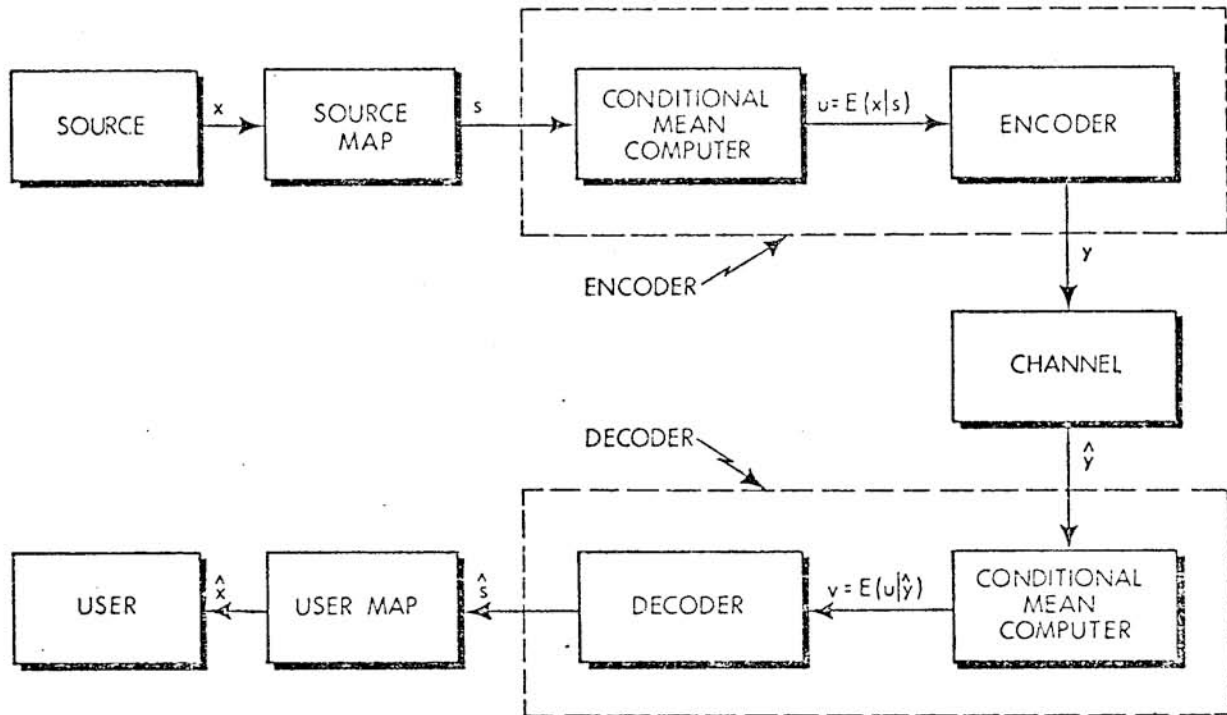 SOURCE
x
SOURCE
MAP
s
CONDITIONAL
MEAN
COMPUTER
u = E(x|s)
ENCODER
y
ENCODER
CHANNEL
ŷ
DECODER
USER
x̂
USER MAP
ŝ
DECODER
v = E(u|ŷ)
CONDITIONAL
MEAN
COMPUTER